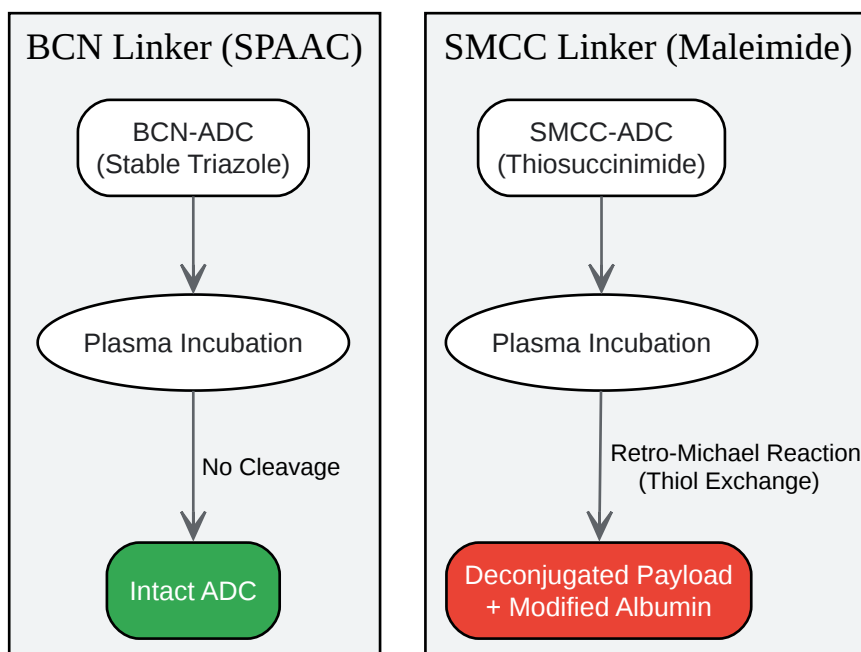 BCN Linker (SPAAC)
BCN-ADC
(Stable Triazole)
Plasma Incubation
No Cleavage
Intact ADC
SMCC Linker (Maleimide)
SMCC-ADC
(Thiosuccinimide)
Plasma Incubation
Retro-Michael Reaction
(Thiol Exchange)
Deconjugated Payload
+ Modified Albumin